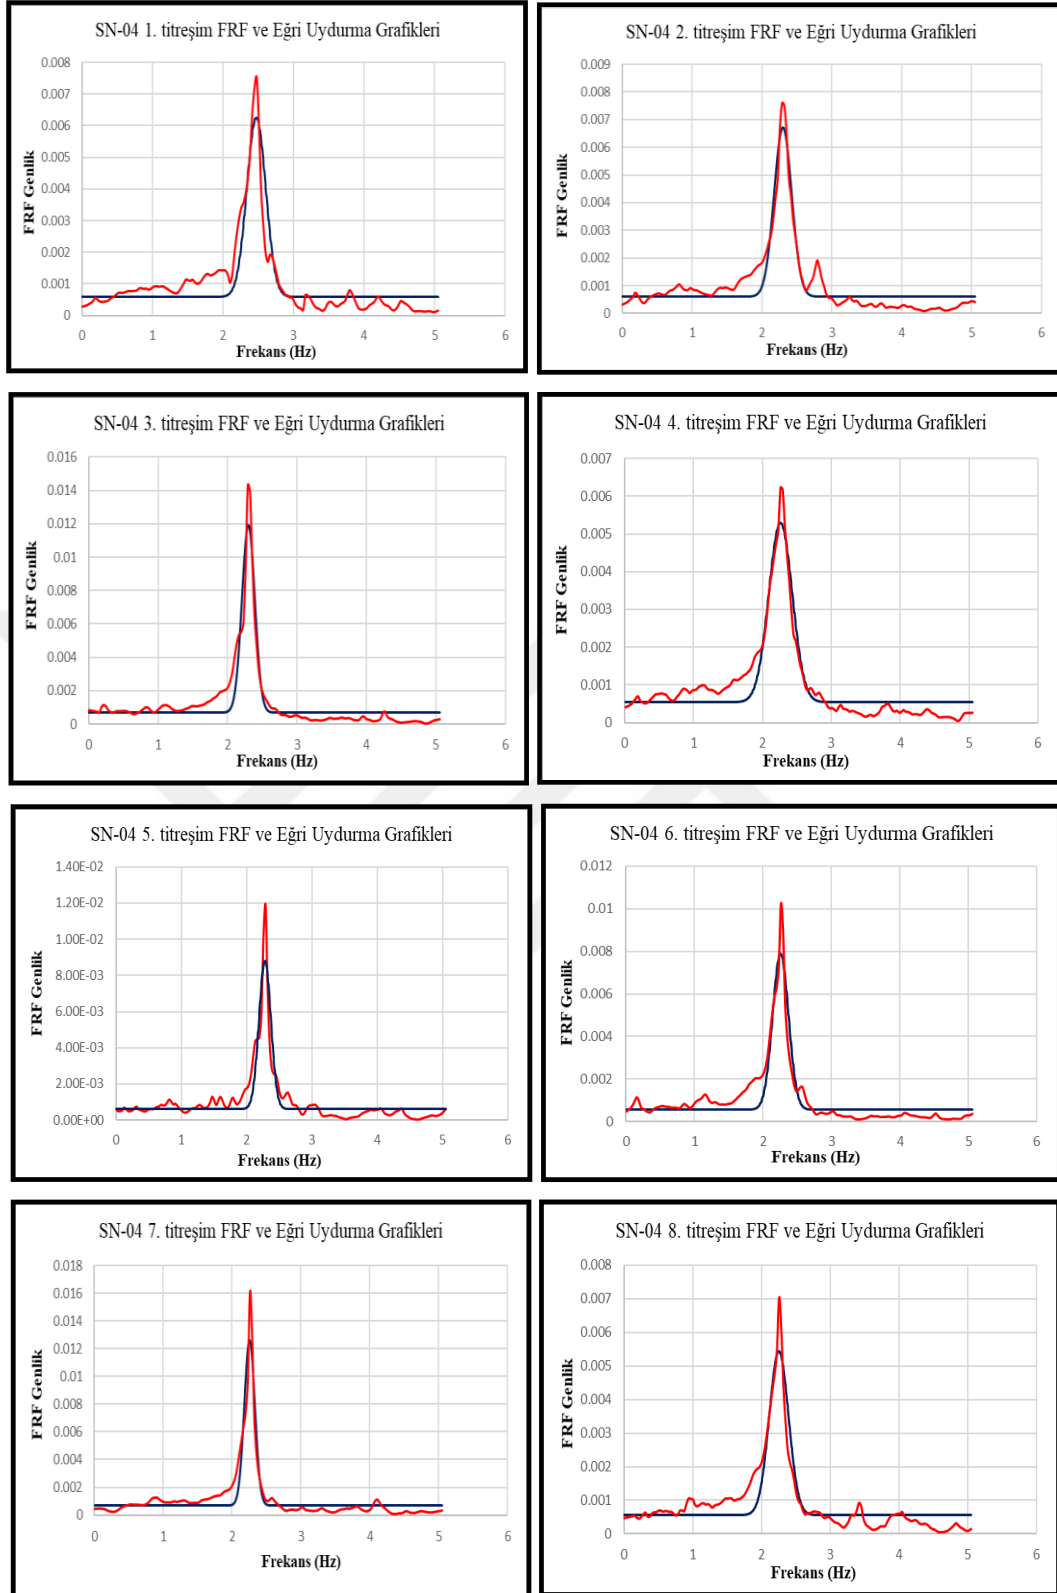 SN-04 1. titreşim FRF ve Eğri Uydurma Grafikleri
0.008
0.007
0.006
0.005
0.004
0.003
0.002
0.001
0
FRF Genlik
0 1 2 3 4 5 6
Frekans (Hz)
SN-04 2. titreşim FRF ve Eğri Uydurma Grafikleri
0.009
0.008
0.007
0.006
0.005
0.004
0.003
0.002
0.001
0
FRF Genlik
0 1 2 3 4 5 6
Frekans (Hz)
SN-04 3. titreşim FRF ve Eğri Uydurma Grafikleri
0.016
0.014
0.012
0.01
0.008
0.006
0.004
0.002
0
FRF Genlik
0 1 2 3 4 5 6
Frekans (Hz)
SN-04 4. titreşim FRF ve Eğri Uydurma Grafikleri
0.007
0.006
0.005
0.004
0.003
0.002
0.001
0
FRF Genlik
0 1 2 3 4 5 6
Frekans (Hz)
SN-04 5. titreşim FRF ve Eğri Uydurma Grafikleri
1.40E-02
1.20E-02
1.00E-02
8.00E-03
6.00E-03
4.00E-03
2.00E-03
0.00E+00
FRF Genlik
0 1 2 3 4 5 6
Frekans (Hz)
SN-04 6. titreşim FRF ve Eğri Uydurma Grafikleri
0.012
0.01
0.008
0.006
0.004
0.002
0
FRF Genlik
0 1 2 3 4 5 6
Frekans (Hz)
SN-04 7. titreşim FRF ve Eğri Uydurma Grafikleri
0.018
0.016
0.014
0.012
0.01
0.008
0.006
0.004
0.002
0
FRF Genlik
0 1 2 3 4 5 6
Frekans (Hz)
SN-04 8. titreşim FRF ve Eğri Uydurma Grafikleri
0.008
0.007
0.006
0.005
0.004
0.003
0.002
0.001
0
FRF Genlik
0 1 2 3 4 5 6
Frekans (Hz)